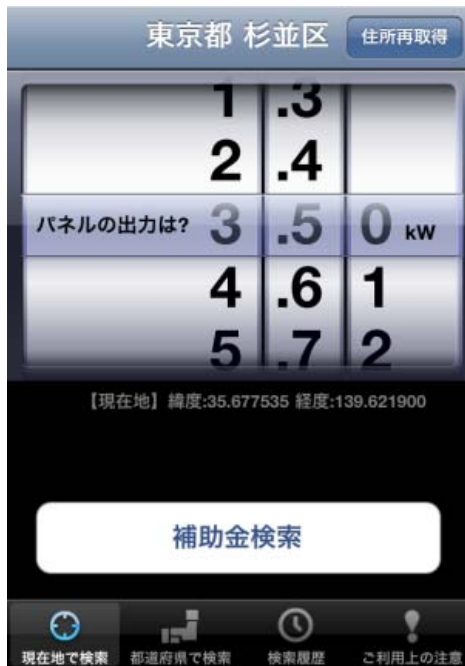 東京都 杉並区 住所再取得
1 .3
2 .4
パネルの出力は? 3 .5 0 kW
4 .6 1
5 .7 2
【現在地】緯度:35.677535 経度:139.621900
補助金検索
現在地で検索 都道府県で検索 検索履歴 ご利用上の注意